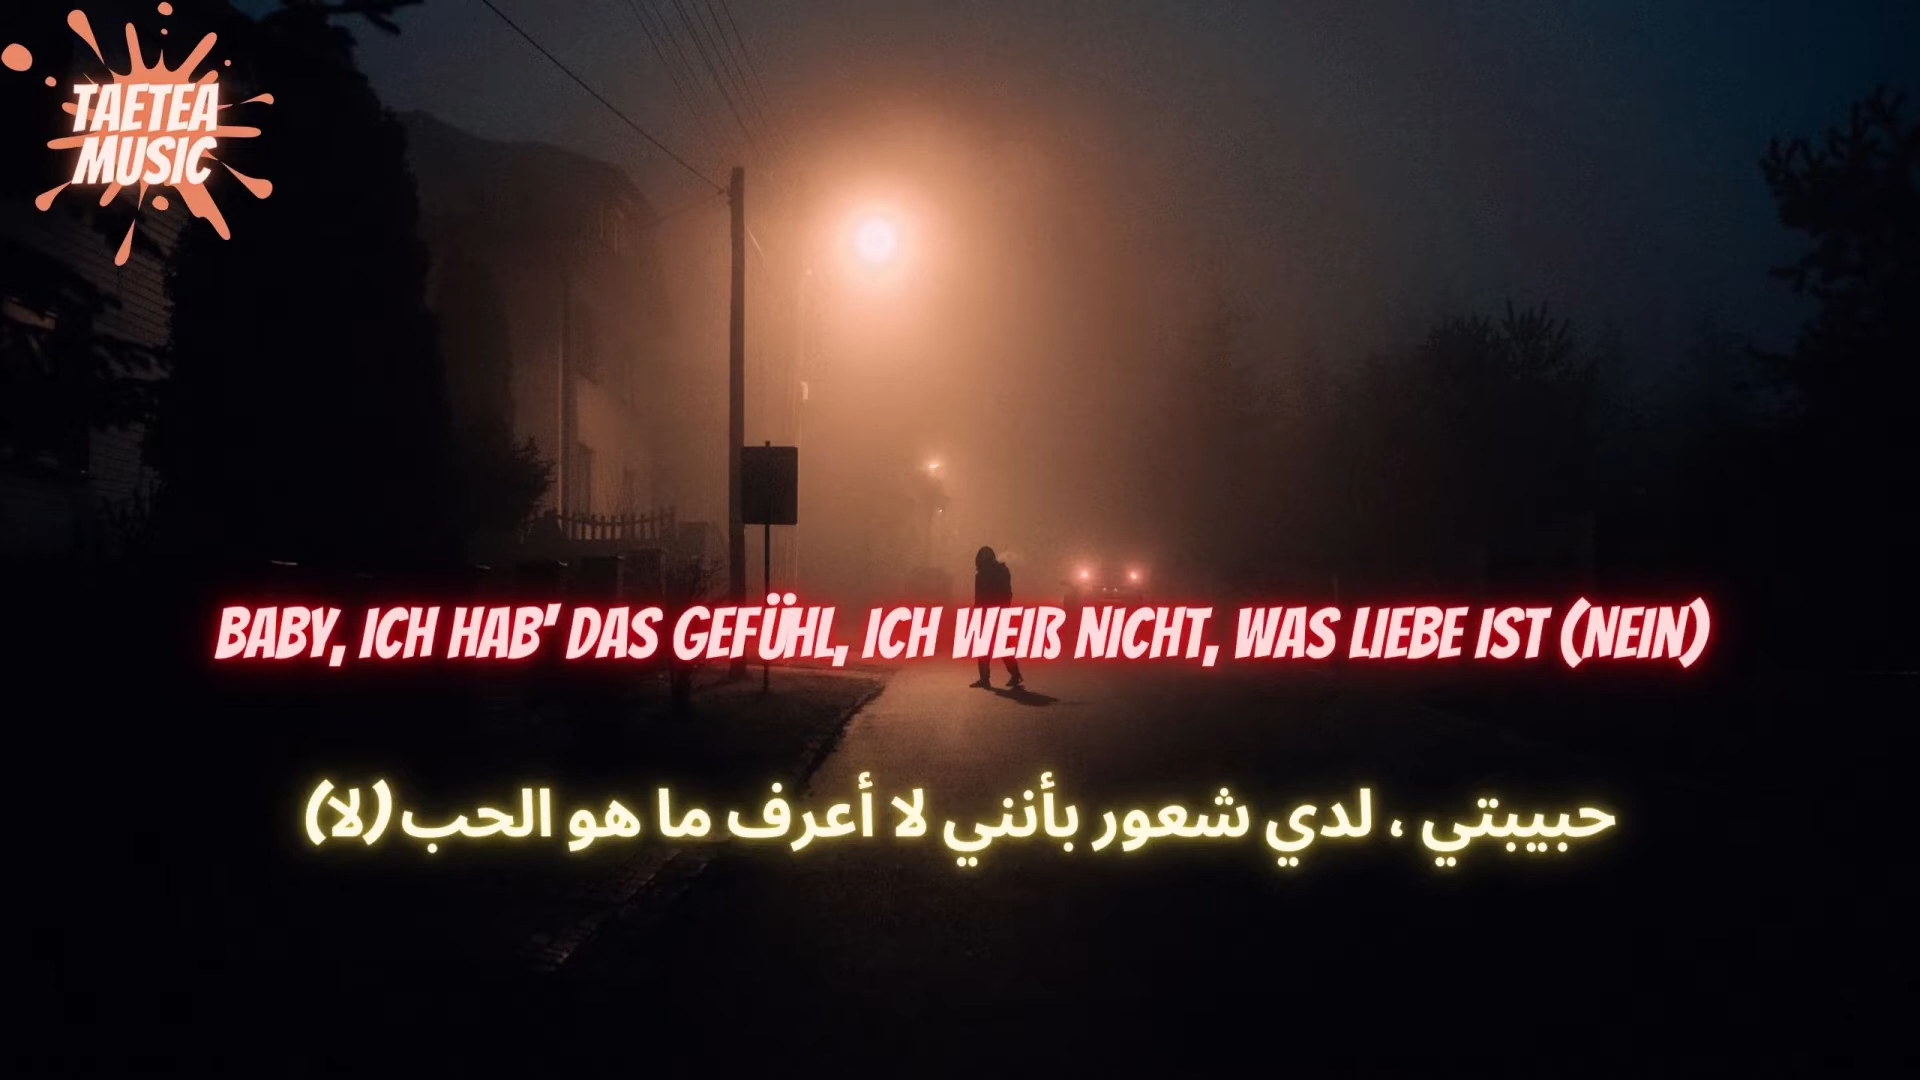 TAETEA
MUSIC
BABY, ICH HAB' DAS GEFÜHL, ICH WEIß NICHT, WAS LIEBE IST (NEIN)
حبيبتي ، لدي شعور بأنني لا أعرف ما هو الحب (لا)